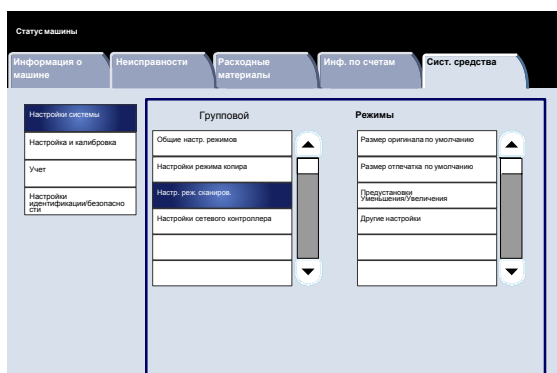 Статус машины
Информация о
машине
Неисправности
Расходные
материалы
Инф. по счетам
Сист. средства
Настройки системы
Настройка и калибровка
Учет
Настройки
идентификации/безопасно
сти
Групповой
Общие настр. режимов
Настройки режима копира
Настр. реж. сканиров.
Настройки сетевого контроллера
Режимы
Размер оригинала по умолчанию
Размер отпечатка по умолчанию
Предустановки
Уменьшения/Увеличения
Другие настройки